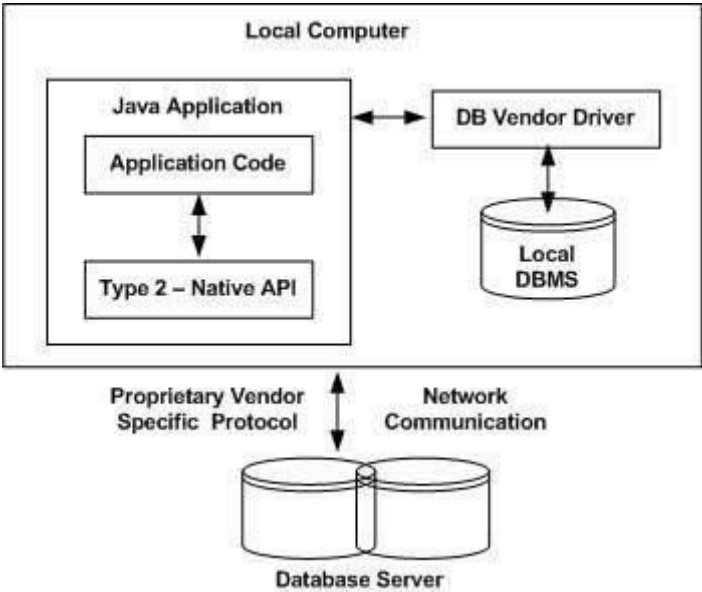 Local Computer
Java Application
DB Vendor Driver
Application Code
Local
DBMS
Type 2 – Native API
Proprietary Vendor
Specific Protocol
Network
Communication
Database Server